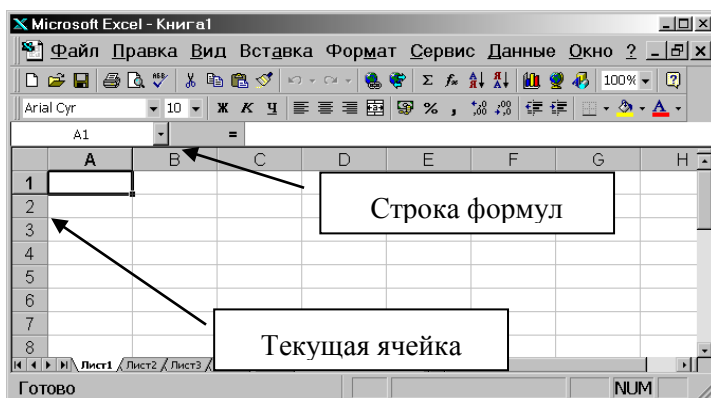 Microsoft Excel - Книга1
Файл Правка Вид Вставка Формат Сервис Данные Окно ?
100%
Arial Cyr 10 Ж К Ч % ,
A1 =
A B C D E F G H
1
2
Строка формул
3
4
5
6
7
Текущая ячейка
8
Лист1 Лист2 Лист3
Готово NUM